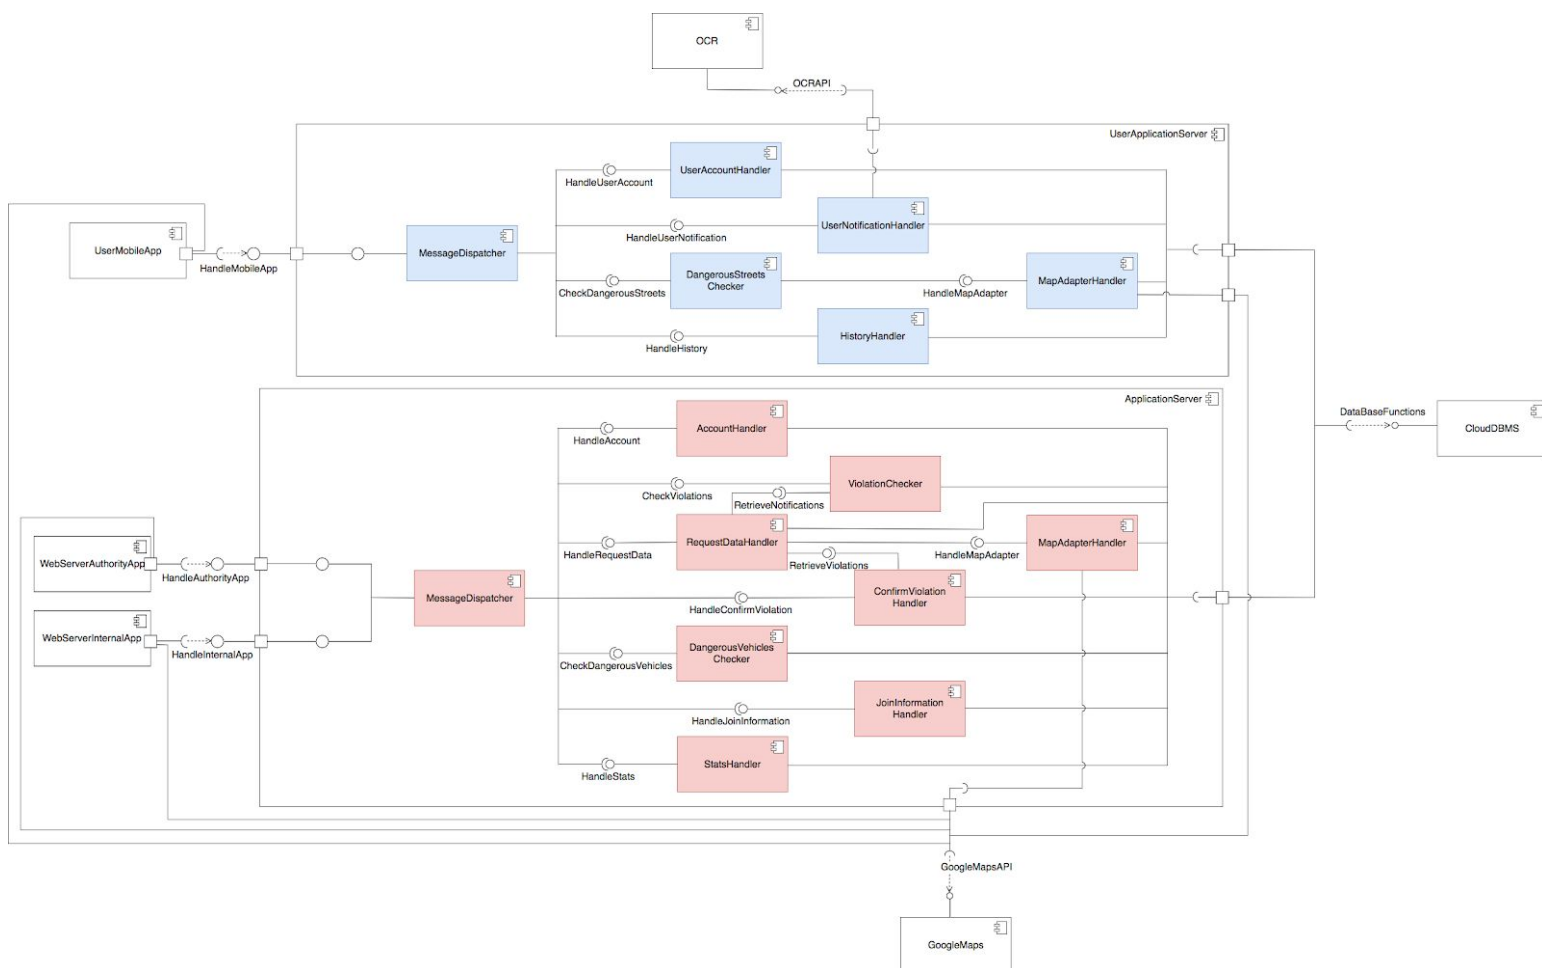 OCR
OCRAPI
UserApplicationServer
UserAccountHandler
HandleUserAccount
UserNotificationHandler
HandleUserNotification
UserMobileApp
HandleMobileApp
MessageDispatcher
DangerousStreets
Checker
CheckDangerousStreets
HandleMapAdapter
MapAdapterHandler
HistoryHandler
HandleHistory
ApplicationServer
AccountHandler
HandleAccount
DataBaseFunctions
CloudDBMS
ViolationChecker
CheckViolations
RetrieveNotifications
RequestDataHandler
HandleRequestData
HandleMapAdapter
MapAdapterHandler
RetrieveViolations
WebServerAuthorityApp
HandleAuthorityApp
ConfirmViolation
Handler
MessageDispatcher
HandleConfirmViolation
WebServerInternalApp
HandleInternalApp
DangerousVehicles
Checker
CheckDangerousVehicles
JoinInformation
Handler
HandleJoinInformation
StatsHandler
HandleStats
GoogleMapsAPI
GoogleMaps